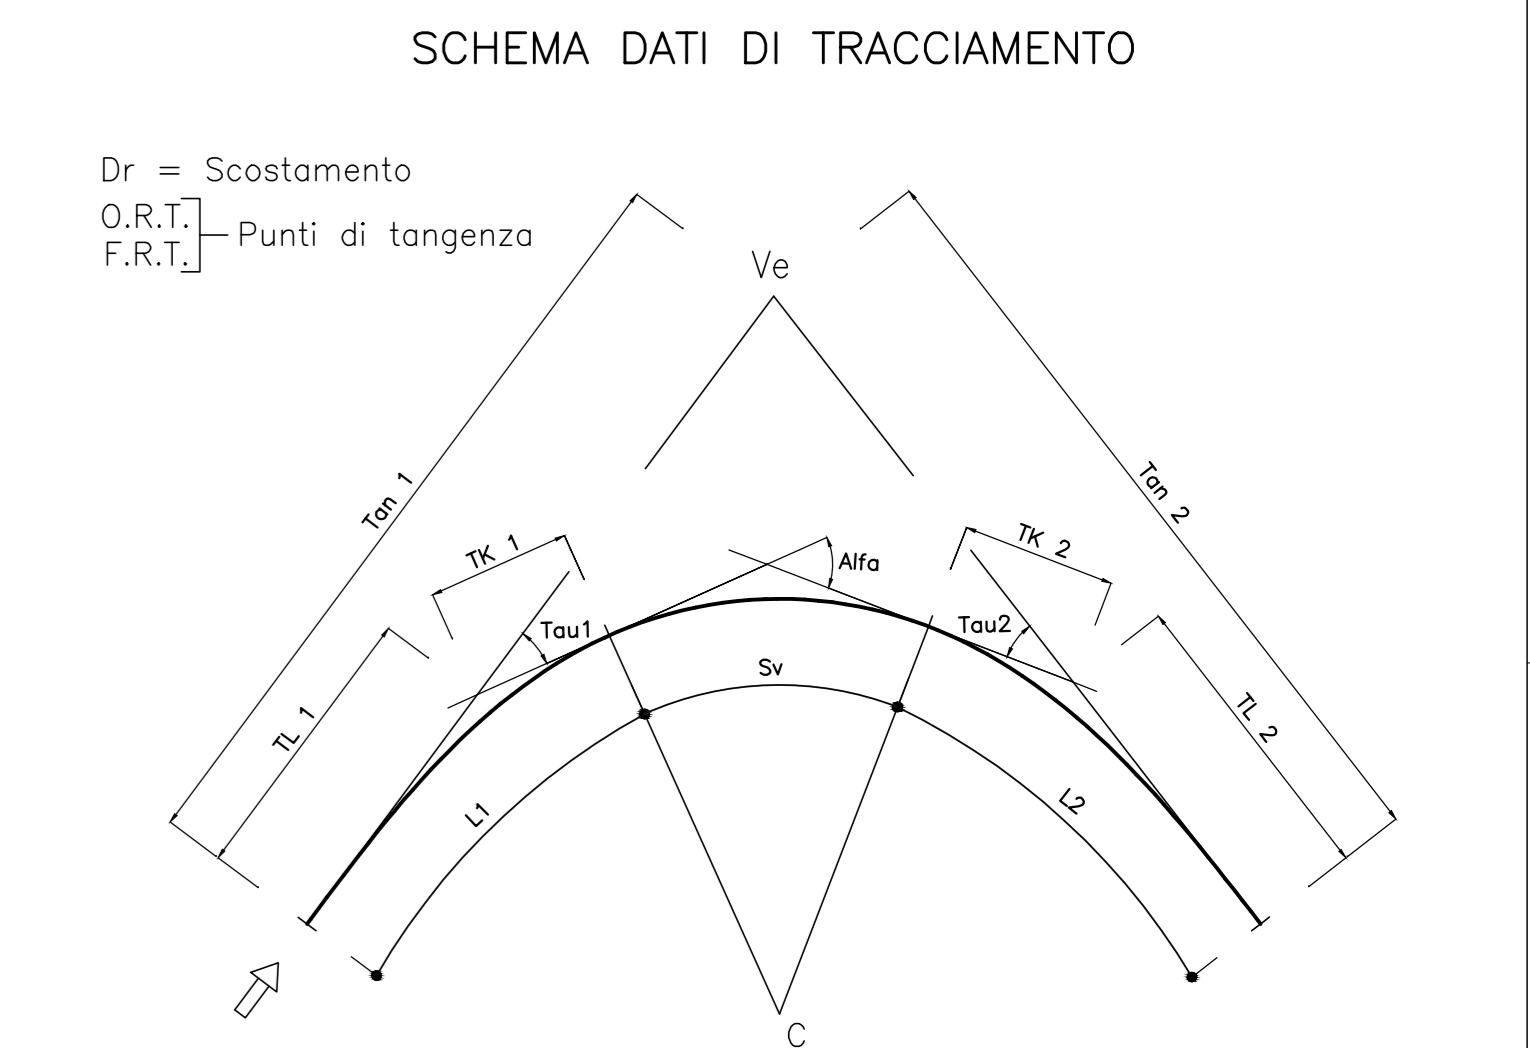 SCHEMA DATI DI TRACCIAMENTO
Dr = Scostamento
O.R.T.
F.R.T.
Punti di tangenza
Ve
Tan 1
Tan 2
TK 1
TK 2
Alfa
Tau1
Tau2
Sv
TL 1
TL 2
L1
L2
C